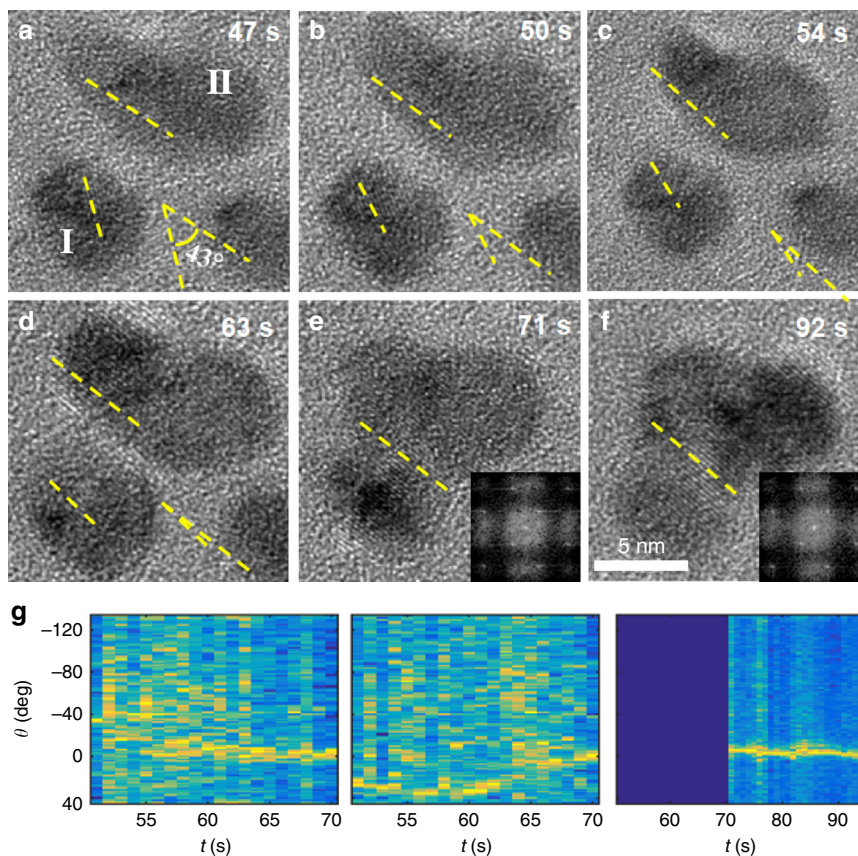 a 47 s
II
I
43°
b 50 s
c 54 s
d 63 s
e 71 s
f 92 s
5 nm
g
θ (deg)
−120
−80
−40
0
40
55 60 65 70
t (s)
55 60 65 70
t (s)
60 70 80 90
t (s)